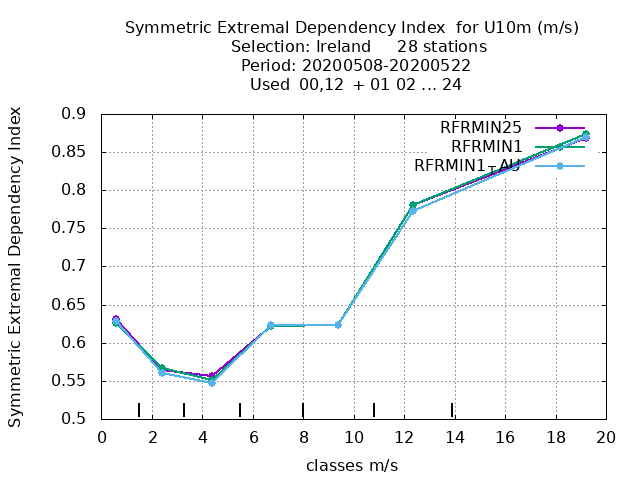 Symmetric Extremal Dependency Index for U10m (m/s)
Selection: Ireland 28 stations
Period: 20200508-20200522
Used 00,12 + 01 02 ... 24
Symmetric Extremal Dependency Index
0.9
0.85
0.8
0.75
0.7
0.65
0.6
0.55
0.5
RFRMIN25
RFRMIN1
RFRMIN1_AU
0 2 4 6 8 10 12 14 16 18 20
classes m/s